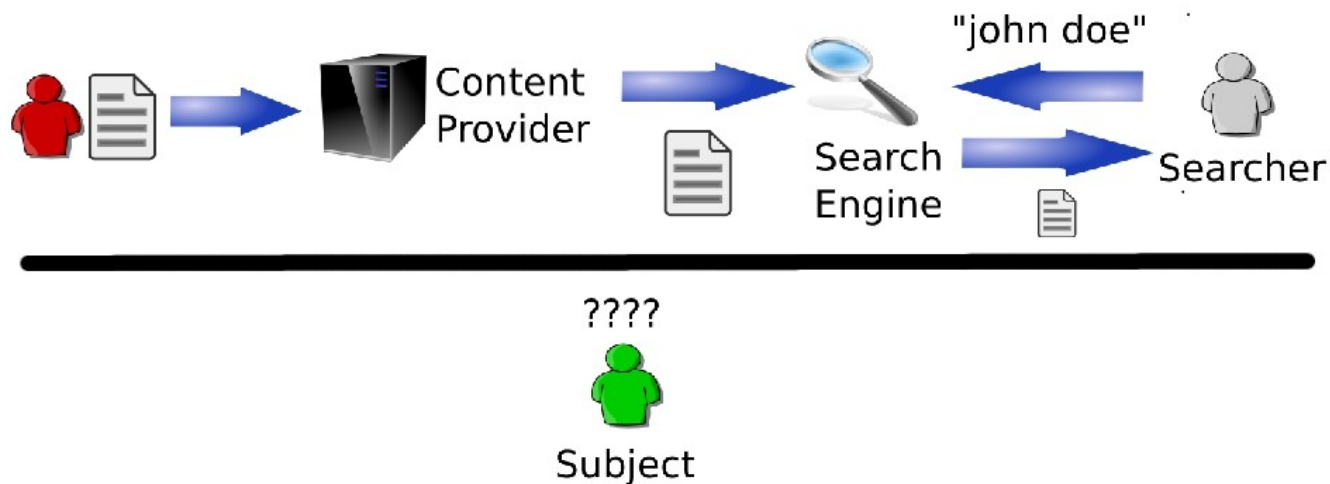 "john doe"
Content
Provider
Search
Engine
Searcher
????
Subject